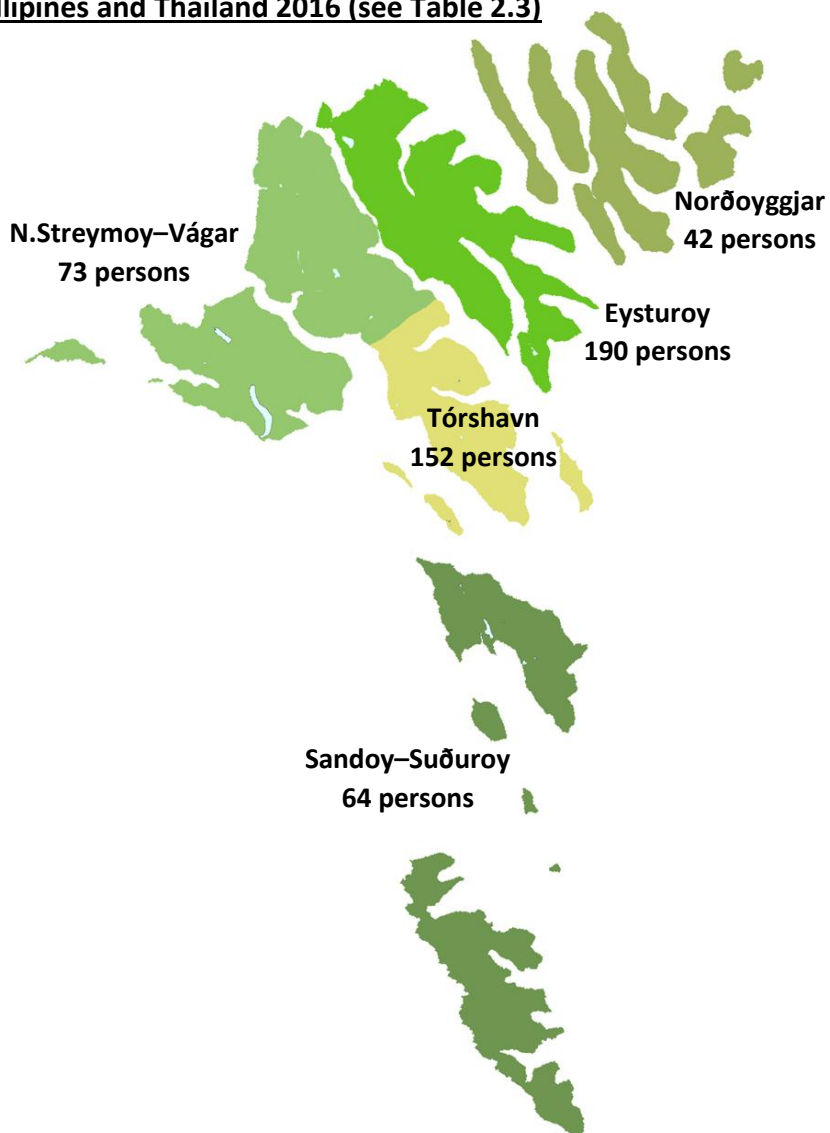 llipines and Thailand 2016 (see Table 2.3)
Norðoyggjar
42 persons
N.Streymoy–Vágar
73 persons
Eysturoy
190 persons
Tórshavn
152 persons
Sandoy–Suðuroy
64 persons